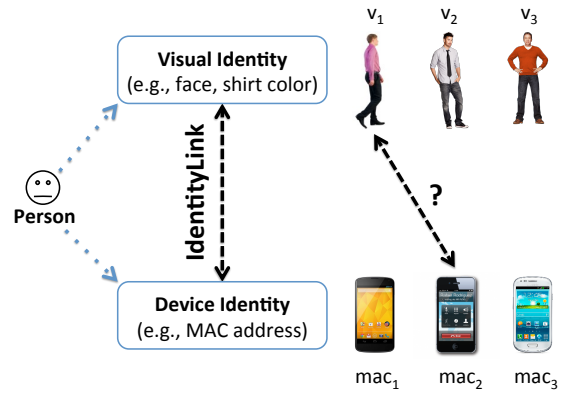 Visual Identity
(e.g., face, shirt color)
v1
v2
v3
IdentityLink
?
Person
Device Identity
(e.g., MAC address)
mac1
mac2
mac3